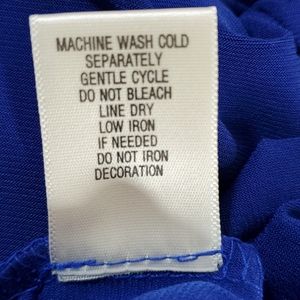 MACHINE WASH COLD
SEPARATELY
GENTLE CYCLE
DO NOT BLEACH
LINE DRY
LOW IRON
IF NEEDED
DO NOT IRON
DECORATION